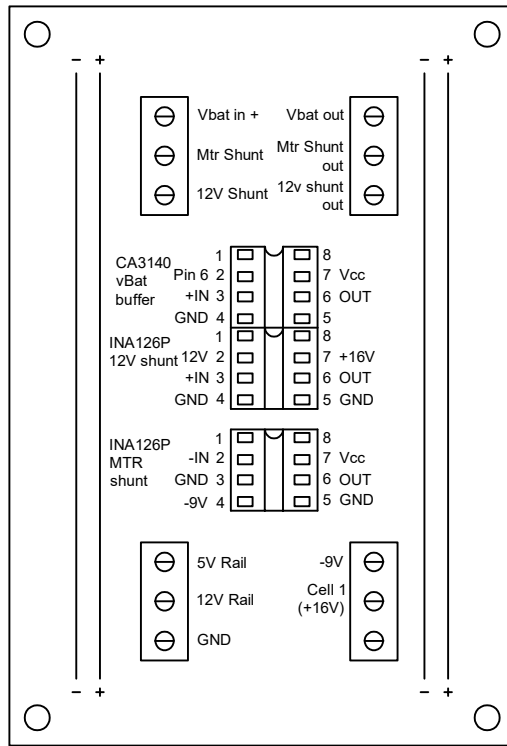 - + - +
Vbat in + Vbat out
Mtr Shunt Mtr Shunt
out
12V Shunt 12v shunt
out
CA3140
vBat
buffer
1 8
Pin 6 2 7 Vcc
+IN 3 6 OUT
GND 4 5
INA126P
12V shunt
1 8
12V 2 7 +16V
+IN 3 6 OUT
GND 4 5 GND
INA126P
MTR
shunt
1 8
-IN 2 7 Vcc
GND 3 6 OUT
-9V 4 5 GND
5V Rail -9V
12V Rail Cell 1
(+16V)
GND
- + - +